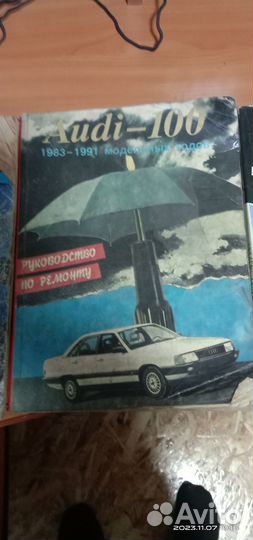 Audi-100
1983-1991 модельных годов
РУКОВОДСТВО
ПО РЕМОНТУ
Avito
2023.11.07